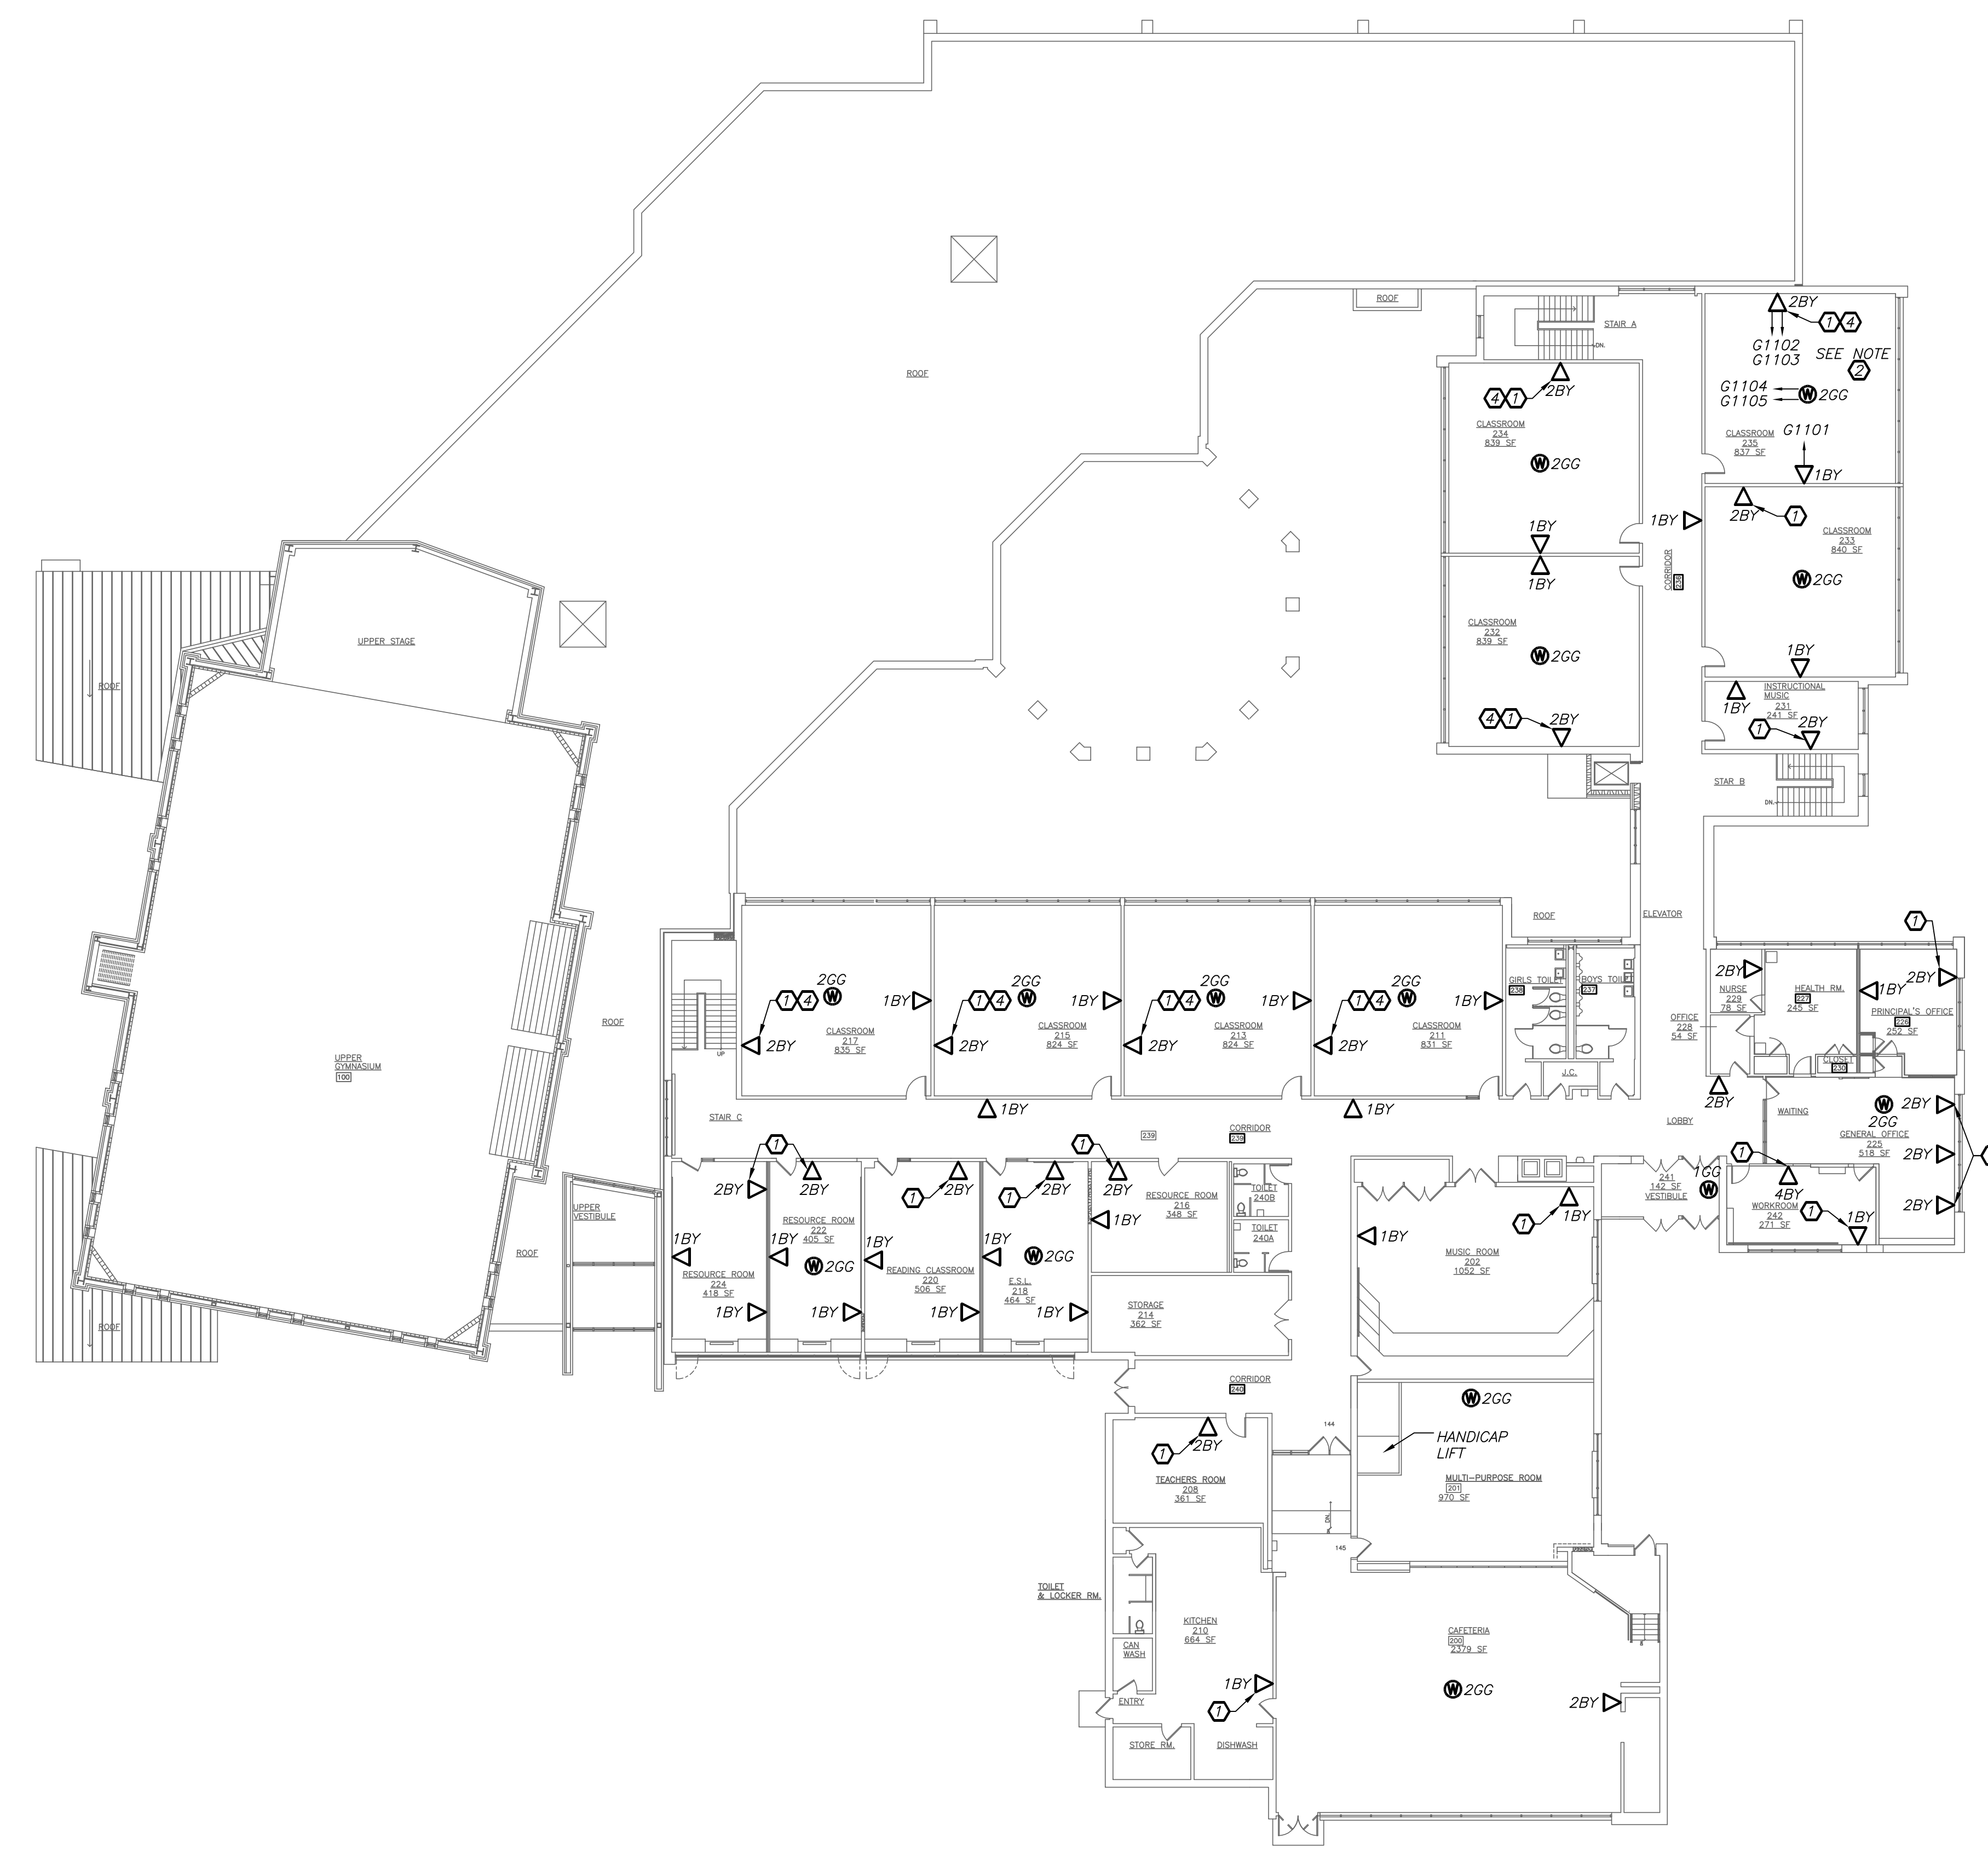 ROOF
STAIR A
DN.
2BY
1
4
G1102
G1103
SEE NOTE
2
G1104
G1105
W
2GG
CLASSROOM
235
837 SF
G1101
1BY
ROOF
4
1
2BY
CLASSROOM
234
839 SF
W
2GG
1BY
1BY
2BY
1
CLASSROOM
233
840 SF
W
2GG
1BY
CORRIDOR
1BY
CLASSROOM
232
839 SF
W
2GG
4
1
2BY
1BY
INSTRUCTIONAL
MUSIC
231
241 SF
1
2BY
STAR B
DN.
UPPER STAGE
ROOF
ROOF
ELEVATOR
1
2BY
NURSE
229
78 SF
HEALTH RM.
227
245 SF
1BY
2BY
PRINCIPAL'S OFFICE
226
252 SF
OFFICE
228
54 SF
CLOSET
230
GIRLS TOILET
238
BOYS TOILET
237
J.C.
2GG
W
1
4
1BY
CLASSROOM
217
835 SF
2BY
2GG
W
1
4
1BY
CLASSROOM
215
824 SF
2BY
2GG
W
1
4
1BY
CLASSROOM
213
824 SF
2BY
2GG
W
1
4
1BY
CLASSROOM
211
831 SF
2BY
UP
ROOF
UPPER
GYMNASIUM
100
STAIR C
1BY
1BY
239
CORRIDOR
239
LOBBY
2BY
WAITING
W
2GG
2BY
GENERAL OFFICE
225
518 SF
2BY
2BY
1
4BY
WORKROOM
242
271 SF
1
1BY
1GG
W
241
142 SF
VESTIBULE
1
2BY
2BY
1BY
RESOURCE ROOM
224
418 SF
1BY
RESOURCE ROOM
222
405 SF
1BY
W
2GG
1BY
1
2BY
1BY
READING CLASSROOM
220
506 SF
1BY
1
2BY
1BY
W
2GG
E.S.L.
218
464 SF
1BY
1
2BY
RESOURCE ROOM
216
348 SF
1BY
TOILET
240B
TOILET
240A
STORAGE
214
362 SF
UPPER
VESTIBULE
ROOF
ROOF
1BY
1
1BY
MUSIC ROOM
202
1052 SF
CORRIDOR
240
W
2GG
HANDICAP
LIFT
MULTI-PURPOSE ROOM
201
970 SF
144
DN.
145
1
2BY
TEACHERS ROOM
208
361 SF
TOILET
& LOCKER RM.
KITCHEN
210
664 SF
CAN
WASH
ENTRY
1BY
1
STORE RM.
DISHWASH
CAFETERIA
200
2379 SF
W
2GG
2BY